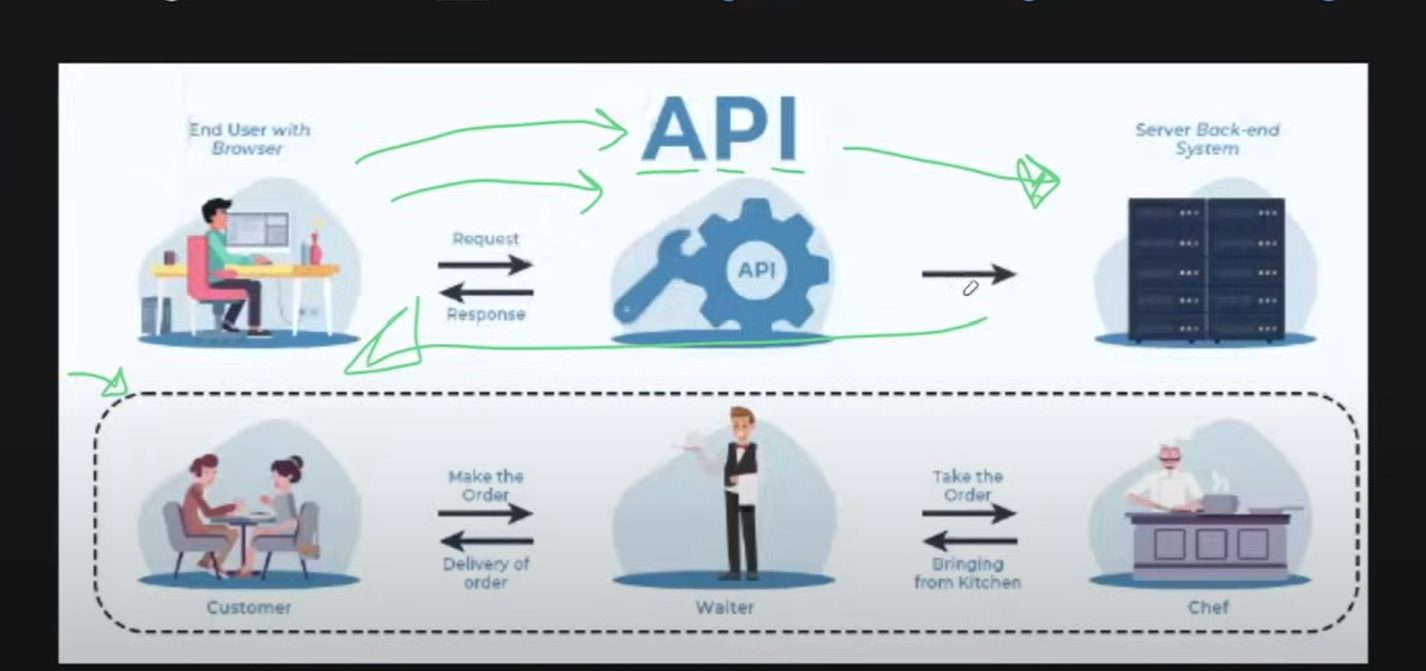 End User with
Browser
API
Server Back-end
System
Request
API
Response
Make the
Order
Take the
Order
Delivery of
order
Bringing
from Kitchen
Customer
Waiter
Chef